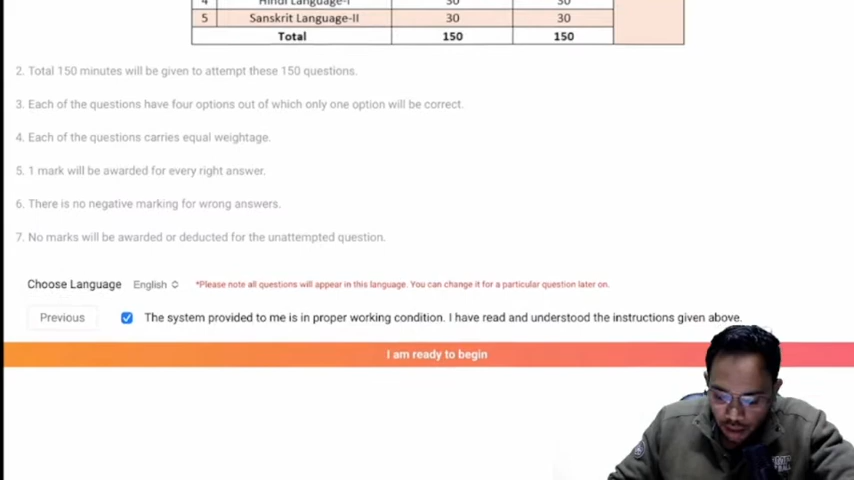 4 Hindi Language-I 30 30
5 Sanskrit Language-II 30 30
Total 150 150
2. Total 150 minutes will be given to attempt these 150 questions.
3. Each of the questions have four options out of which only one option will be correct.
4. Each of the questions carries equal weightage.
5. 1 mark will be awarded for every right answer.
6. There is no negative marking for wrong answers.
7. No marks will be awarded or deducted for the unattempted question.
Choose Language English *Please note all questions will appear in this language. You can change it for a particular question later on.
Previous The system provided to me is in proper working condition. I have read and understood the instructions given above.
I am ready to begin